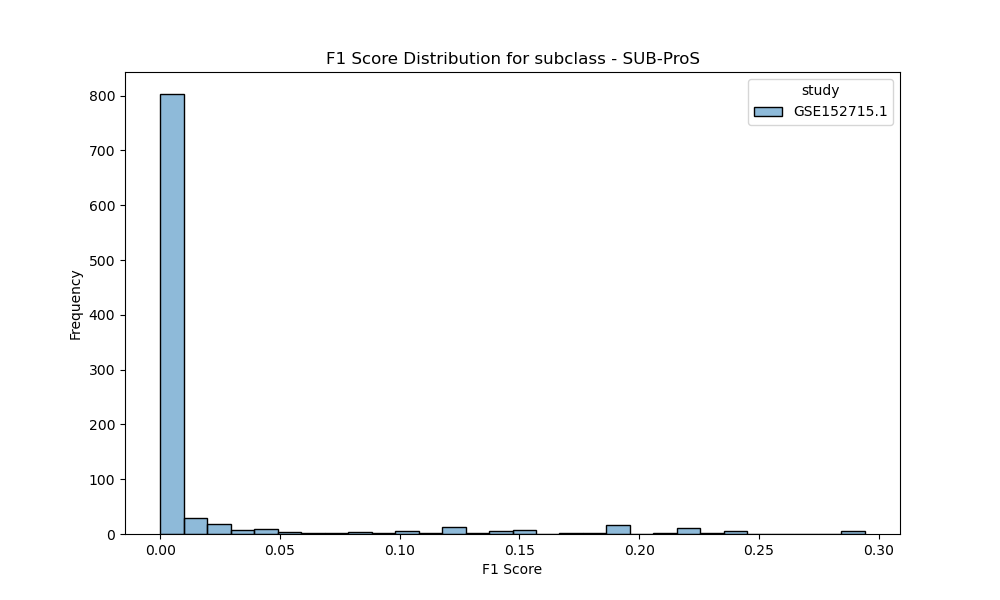 F1 Score Distribution for subclass - SUB-ProS
study
GSE152715.1
Frequency
800
700
600
500
400
300
200
100
0
0.00 0.05 0.10 0.15 0.20 0.25 0.30
F1 Score